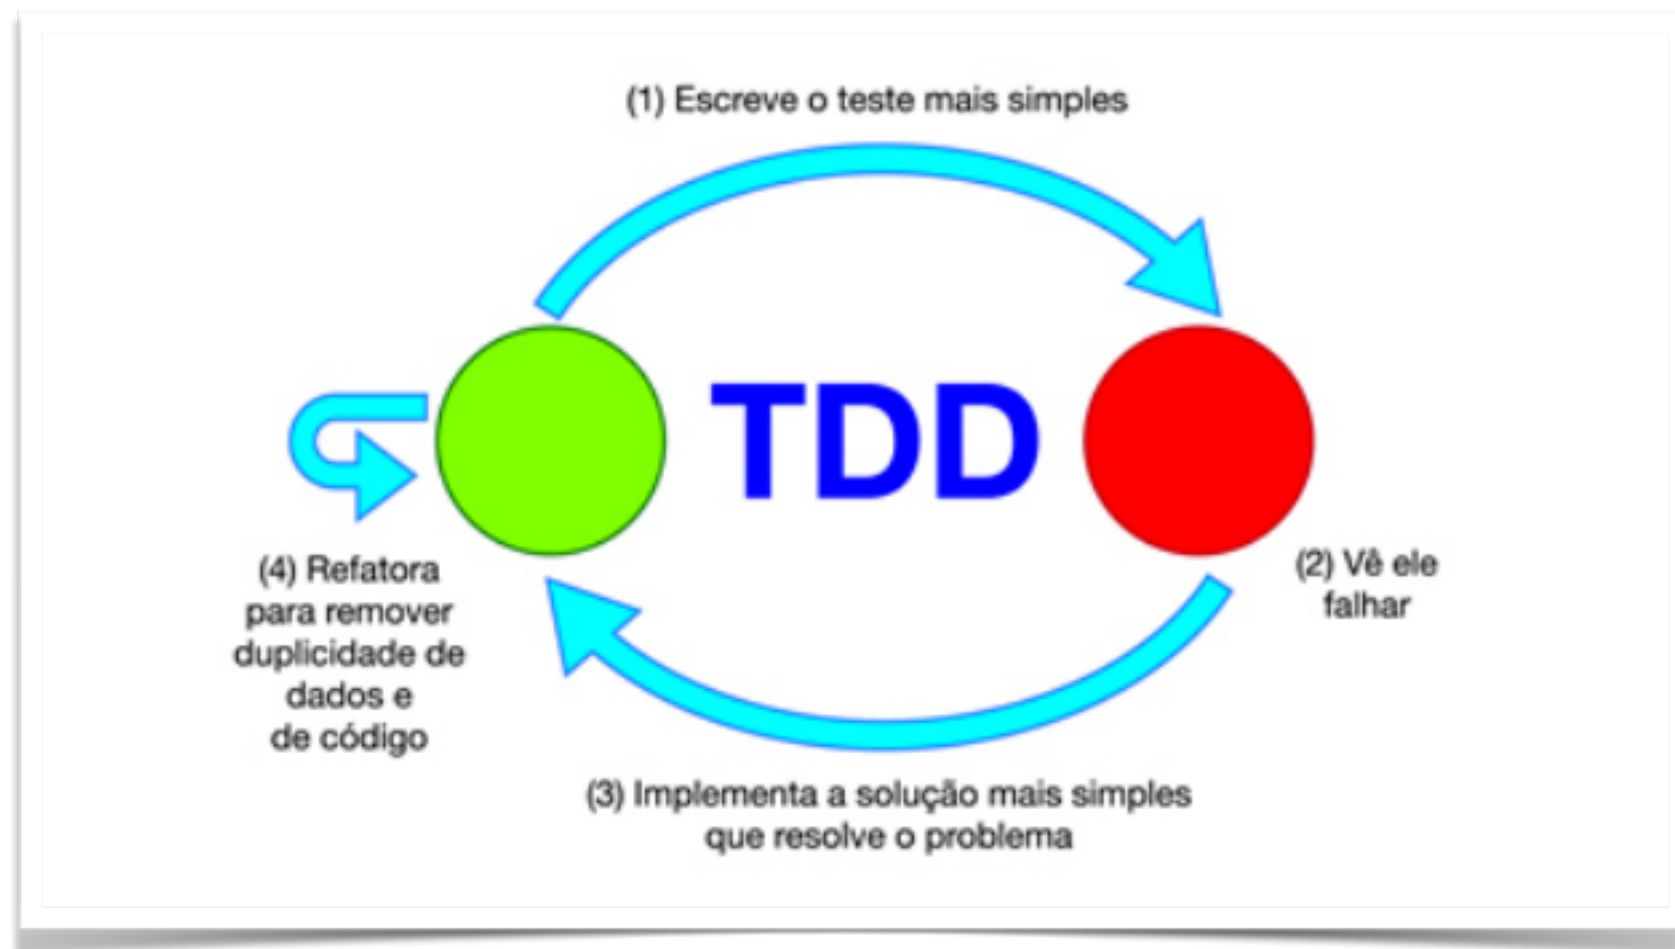 (1) Escreve o teste mais simples
TDD
(2) Vê ele
falhar
(4) Refatora
para remover
duplicidade de
dados e
de código
(3) Implementa a solução mais simples
que resolve o problema